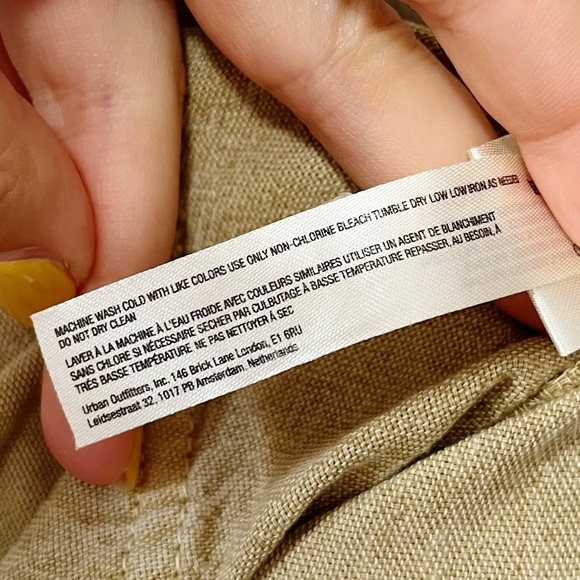 MACHINE WASH COLD WITH LIKE COLORS USE ONLY NON-CHLORINE BLEACH TUMBLE DRY LOW LOW IRON AS NEEDED
DO NOT DRY CLEAN
LAVER À LA MACHINE À L'EAU FROIDE AVEC COULEURS SIMILAIRES UTILISER UN AGENT DE BLANCHIMENT
SANS CHLORE SI NÉCESSAIRE SECHER PAR CULBUTAGE À BASSE TEMPÉRATURE REPASSER, AU BESOIN, À
TRÈS BASSE TEMPÉRATURE NE PAS NETTOYER À SEC
Urban Outfitters, Inc. 146 Brick Lane London, E1 6RU
Leidsestraat 32, 1017 PB Amsterdam, Netherlands